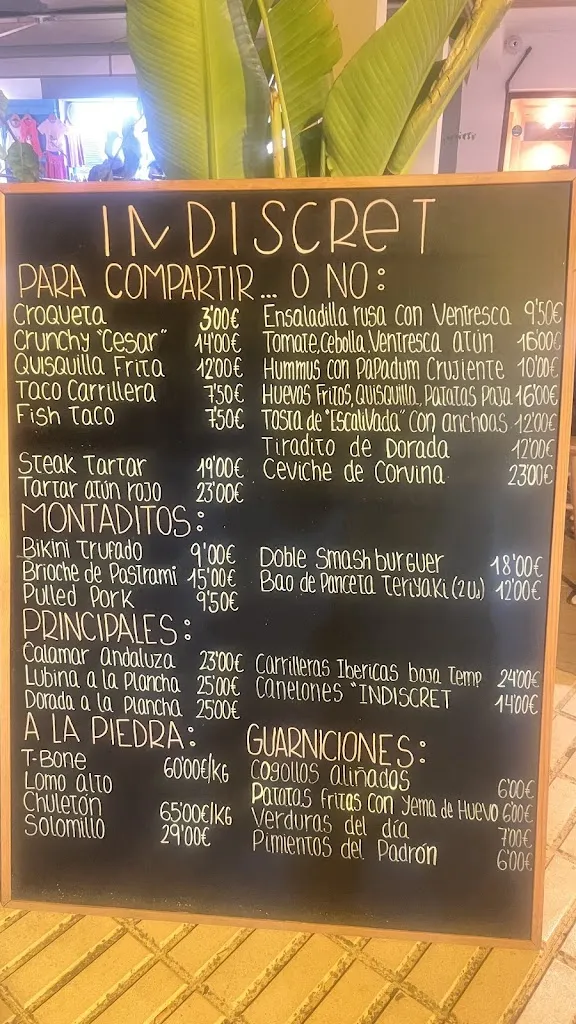 INDISCRET
PARA COMPARTIR... O NO:
Croqueta 3'00€
Crunchy "Cesar" 14'00€
Quisquilla Frita 12'00€
Taco Carrillera 7'50€
Fish Taco 7'50€
Steak Tartar 19'00€
Tartar atún rojo 23'00€
Ensaladilla rusa con Ventresca 9'50€
Tomate, Cebolla, Ventresca atún 16'00€
Hummus con Papadum Crujiente 10'00€
Huevos Fritos, Quisquilla, Patatas Paja 16'00€
Tosta de "Escalivada" con anchoas 12'00€
Tiradito de Dorada 12'00€
Ceviche de Corvina 23'00€
MONTADITOS:
Bikini Trufado 9'00€
Brioche de Pastrami 15'00€
Pulled Pork 9'50€
Doble Smash burguer 18'00€
Bao de Panceta Teriyaki (2 Us) 12'00€
PRINCIPALES:
Calamar andaluza 23'00€
Lubina a la Plancha 25'00€
Dorada a la Plancha 25'00€
Carrilleras Ibericas baja Temp 24'00€
Canelones "INDISCRET 14'00€
A LA PIEDRA:
T-Bone 60'00€/KG
Lomo alto
Chuletón 65'00€/KG
Solomillo 29'00€
GUARNICIONES:
Cogollos aliñados 6'00€
Patatas fritas con yema de Huevo 6'00€
Verduras del día 7'00€
Pimientos del Padrón 6'00€